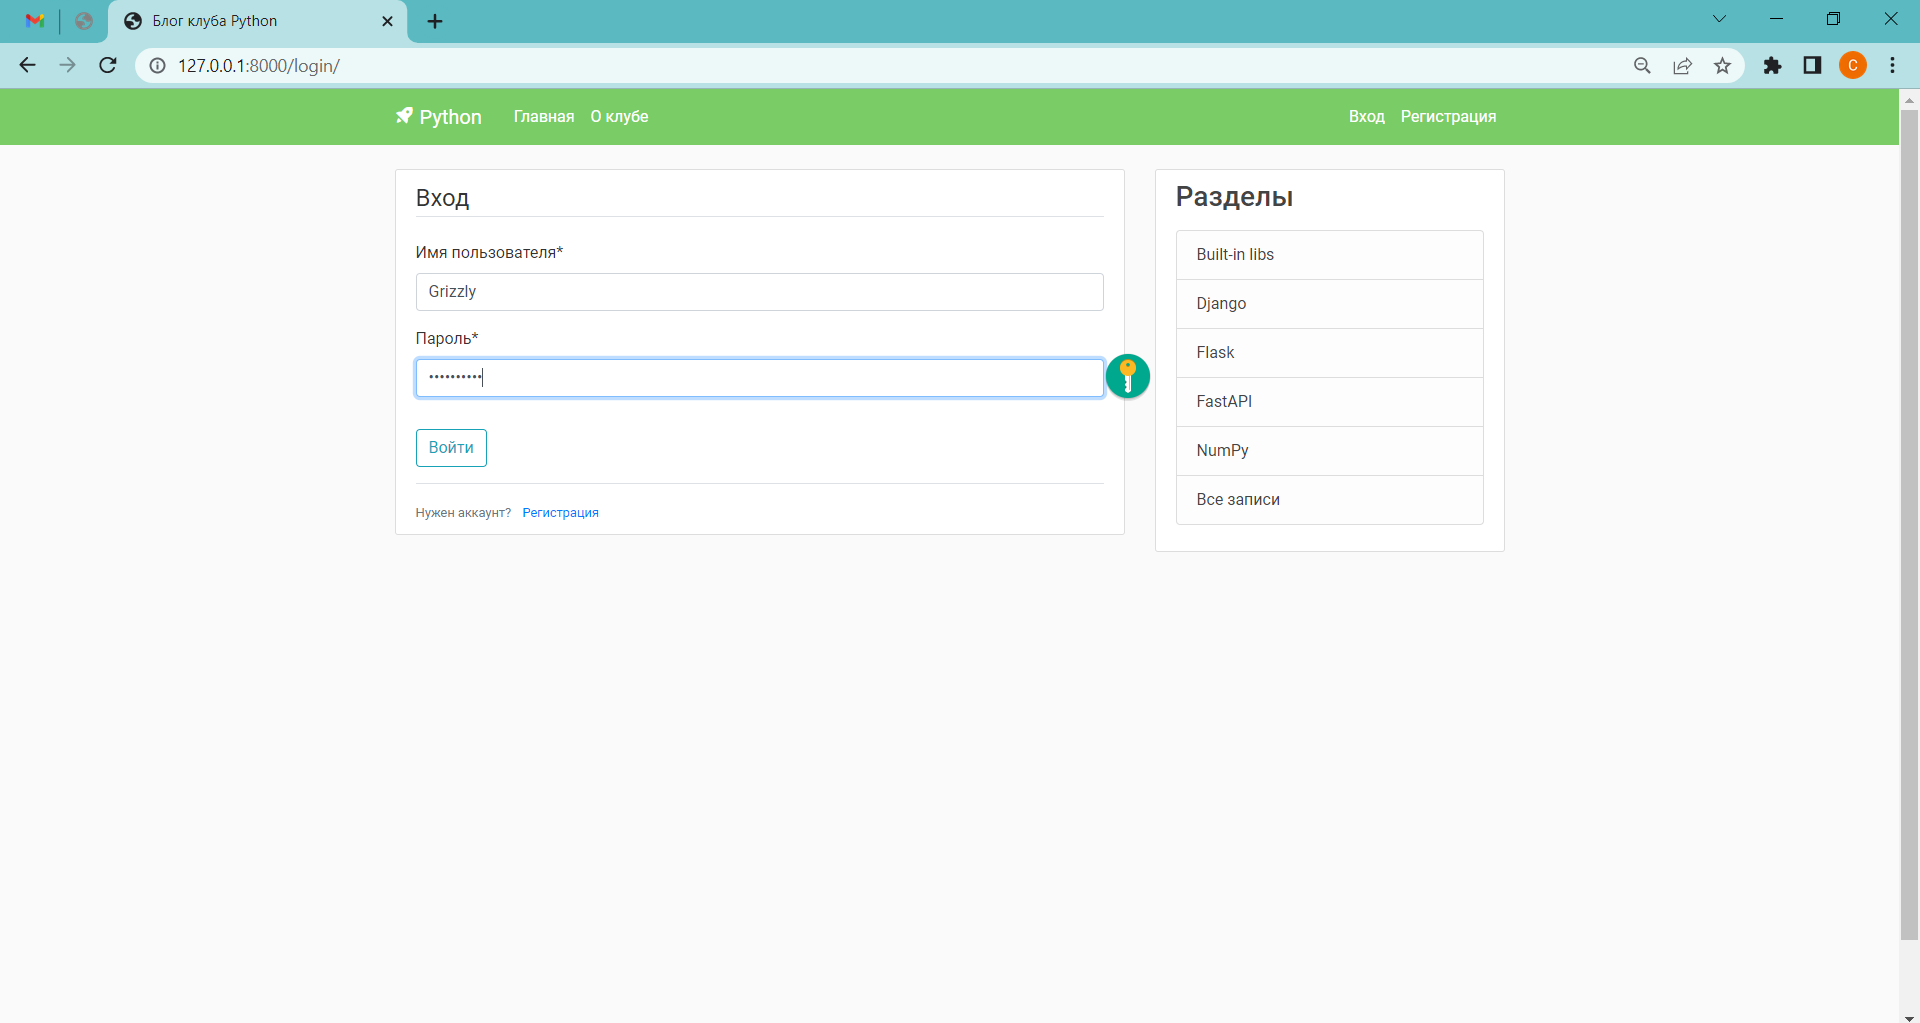 Блог клуба Python
127.0.0.1:8000/login/
C
Python Главная О клубе Вход Регистрация
Вход
Имя пользователя*
Grizzly
Пароль*
••••••••••
Войти
Нужен аккаунт? Регистрация
Разделы
Built-in libs
Django
Flask
FastAPI
NumPy
Все записи